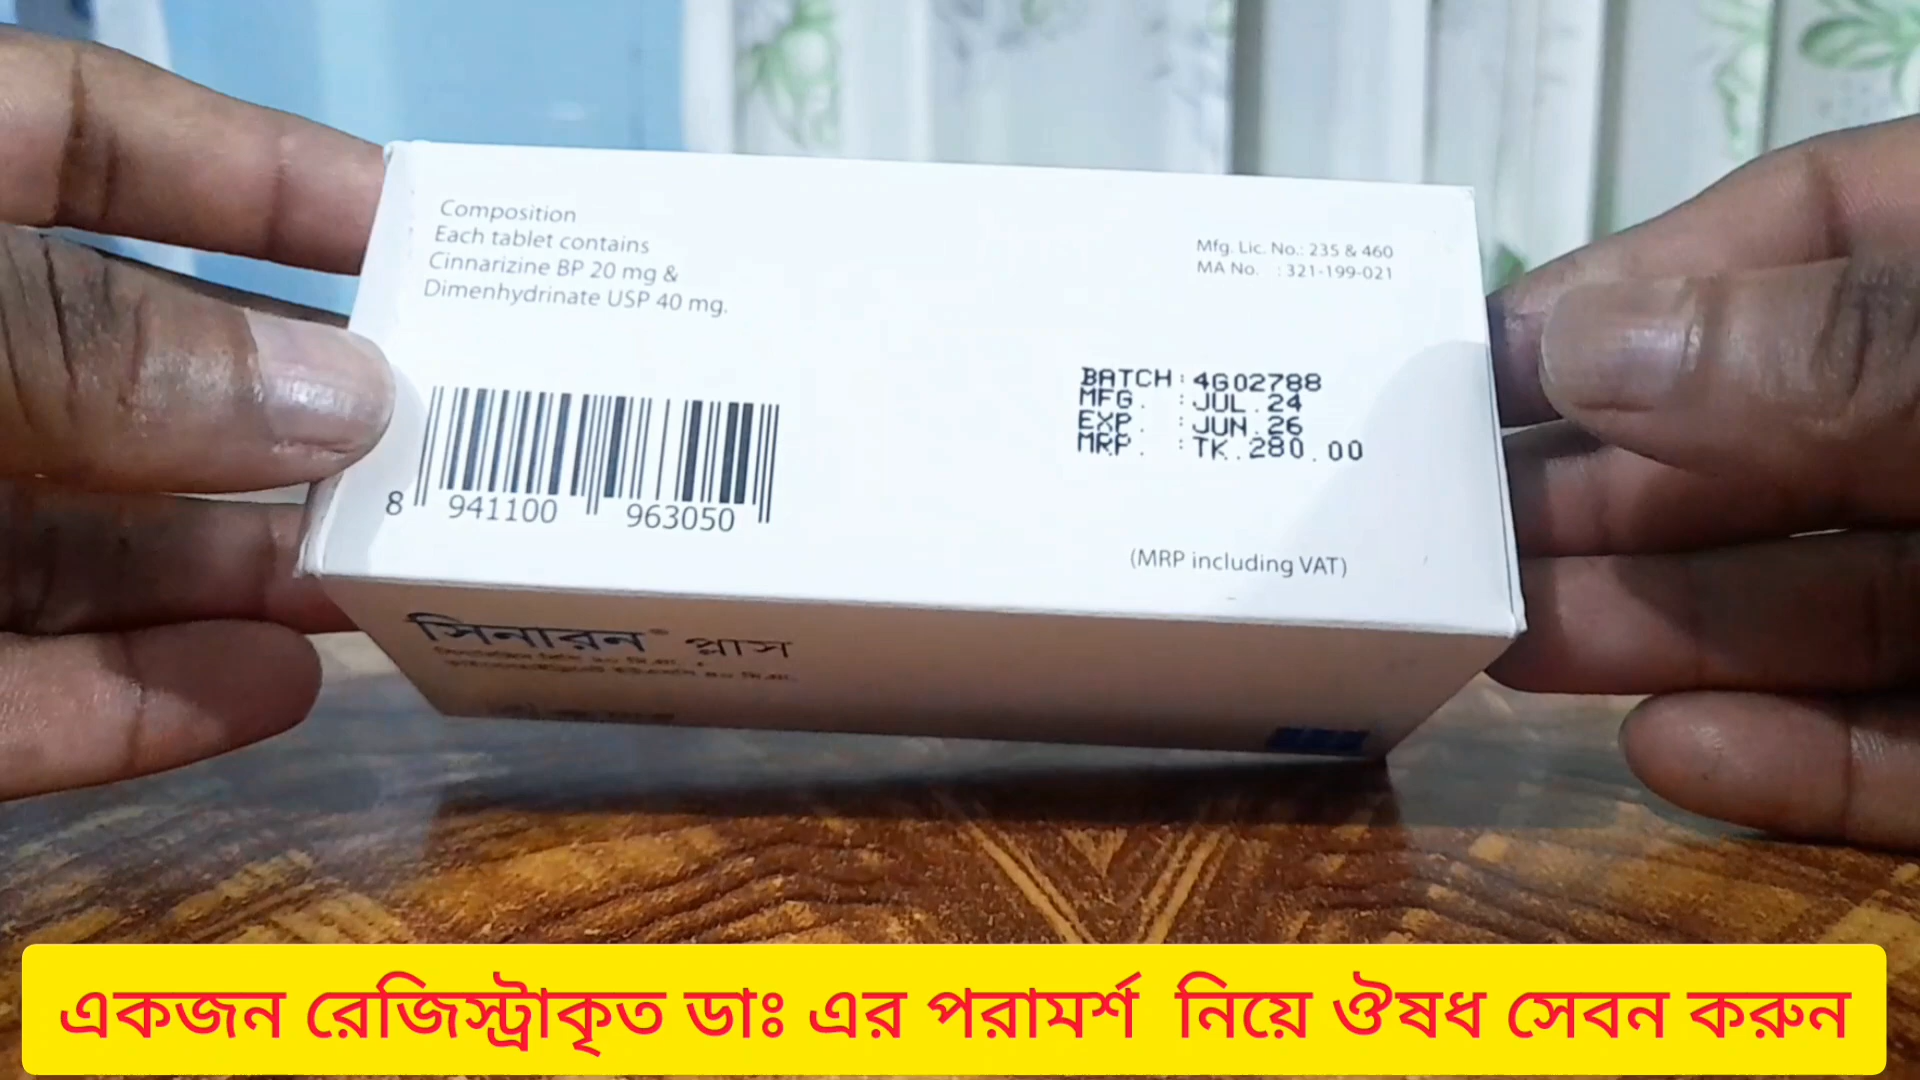 Composition
Each tablet contains
Cinnarizine BP 20 mg &
Dimenhydrinate USP 40 mg.
Mfg. Lic. No.: 235 & 460
MA No. : 321-199-021
BATCH : 4G02788
MFG. : JUL.24
EXP. : JUN.26
MRP. : TK.280.00
8 941100 963050
(MRP including VAT)
সিনারন® প্লাস
একজন রেজিস্ট্রাকৃত ডাঃ এর পরামর্শ নিয়ে ঔষধ সেবন করুন